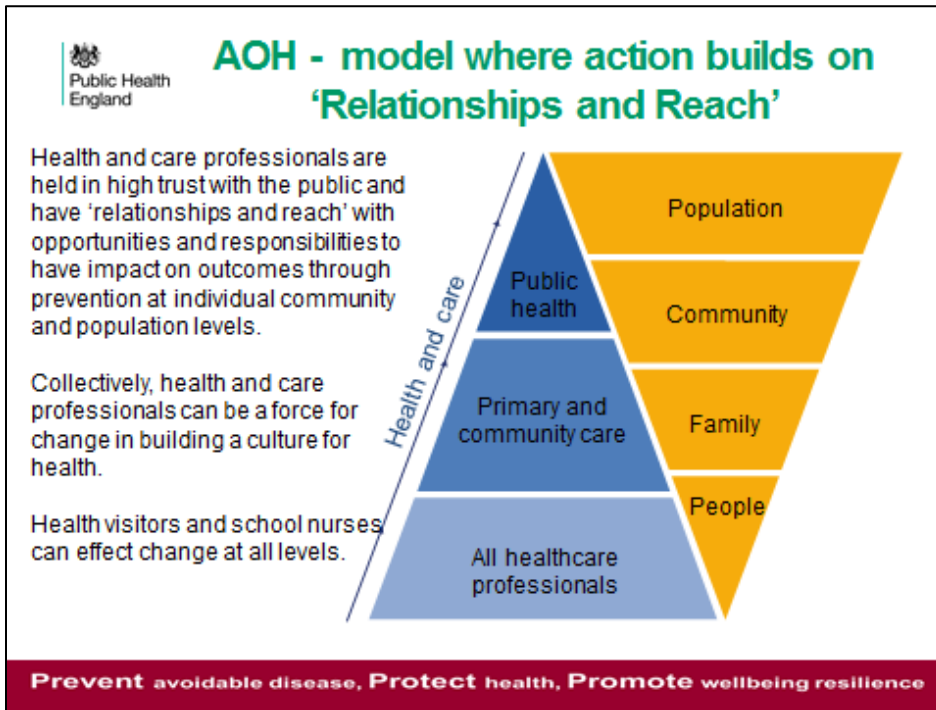 Public Health
England
AOH - model where action builds on
‘Relationships and Reach’
Health and care professionals are
held in high trust with the public and
have ‘relationships and reach’ with
opportunities and responsibilities to
have impact on outcomes through
prevention at individual community
and population levels.
Collectively, health and care
professionals can be a force for
change in building a culture for
health.
Health visitors and school nurses
can effect change at all levels.
Health and care
Public
health
Primary and
community care
All healthcare
professionals
Population
Community
Family
People
Prevent avoidable disease, Protect health, Promote wellbeing resilience